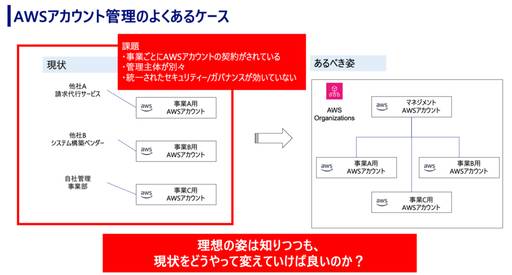 AWSアカウント管理のよくあるケース
課題
・事業ごとにAWSアカウントの契約がされている
・管理主体が別々
・統一されたセキュリティー/ガバナンスが効いていない
現状
他社A
請求代行サービス
aws
事業A用
AWSアカウント
他社B
システム構築ベンダー
aws
事業B用
AWSアカウント
自社管理
事業部
aws
事業C用
AWSアカウント
あるべき姿
AWS
Organizations
aws
マネジメント
AWSアカウント
aws
事業A用
AWSアカウント
aws
事業B用
AWSアカウント
aws
事業C用
AWSアカウント
理想の姿は知りつつも、
現状をどうやって変えていけば良いのか？